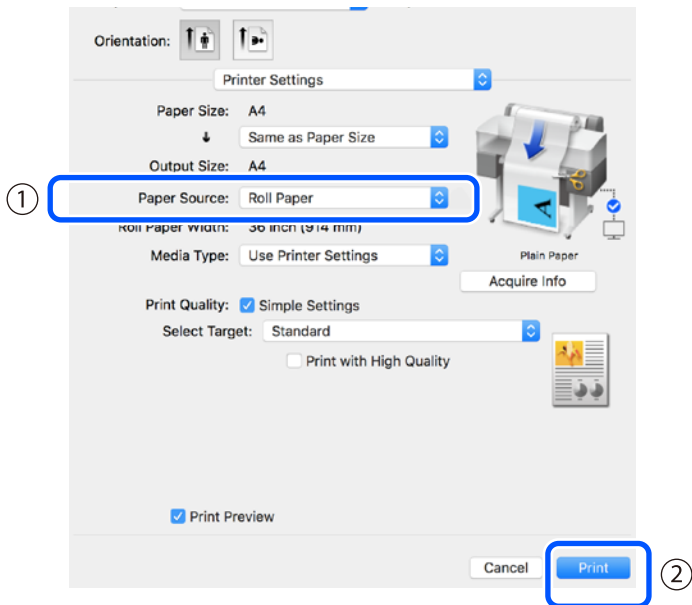 Orientation:
Printer Settings
Paper Size: A4
Same as Paper Size
Output Size: A4
① Paper Source: Roll Paper
Roll Paper Width: 36 inch (914 mm)
Media Type: Use Printer Settings
Plain Paper
Acquire Info
Print Quality: Simple Settings
Select Target: Standard
Print with High Quality
Print Preview
Cancel Print ②